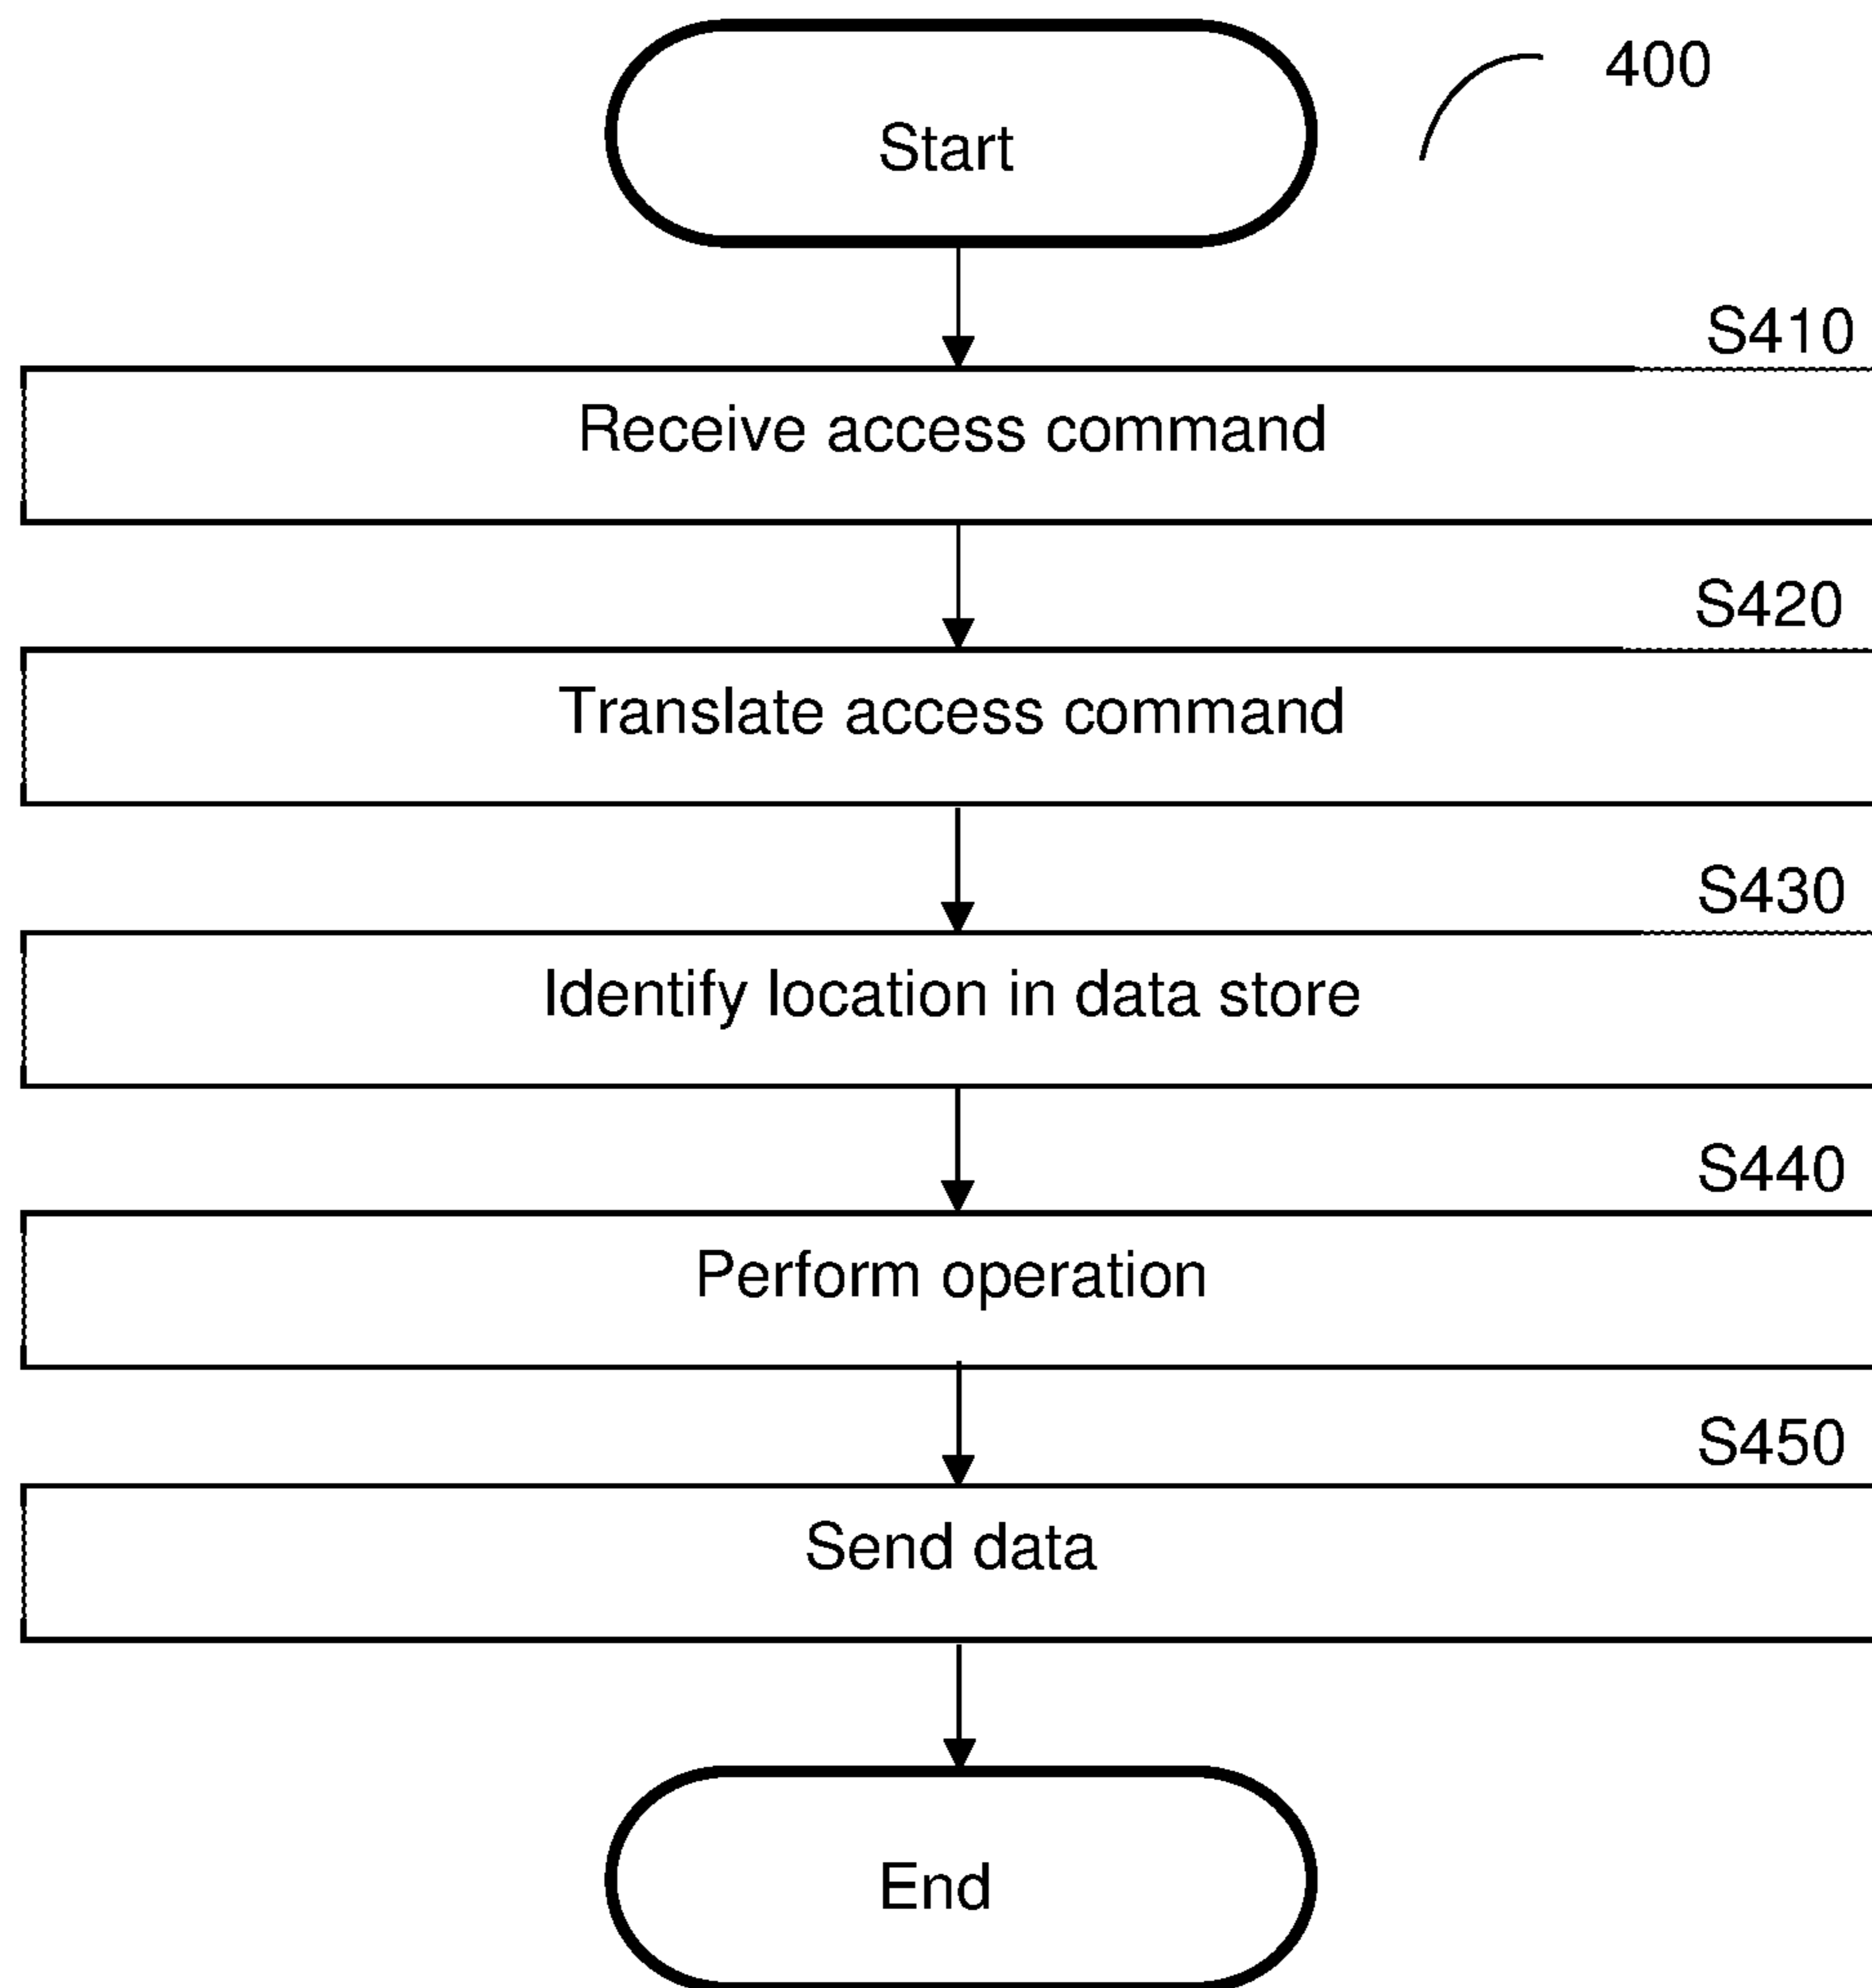 Start
400
S410
Receive access command
S420
Translate access command
S430
Identify location in data store
S440
Perform operation
S450
Send data
End